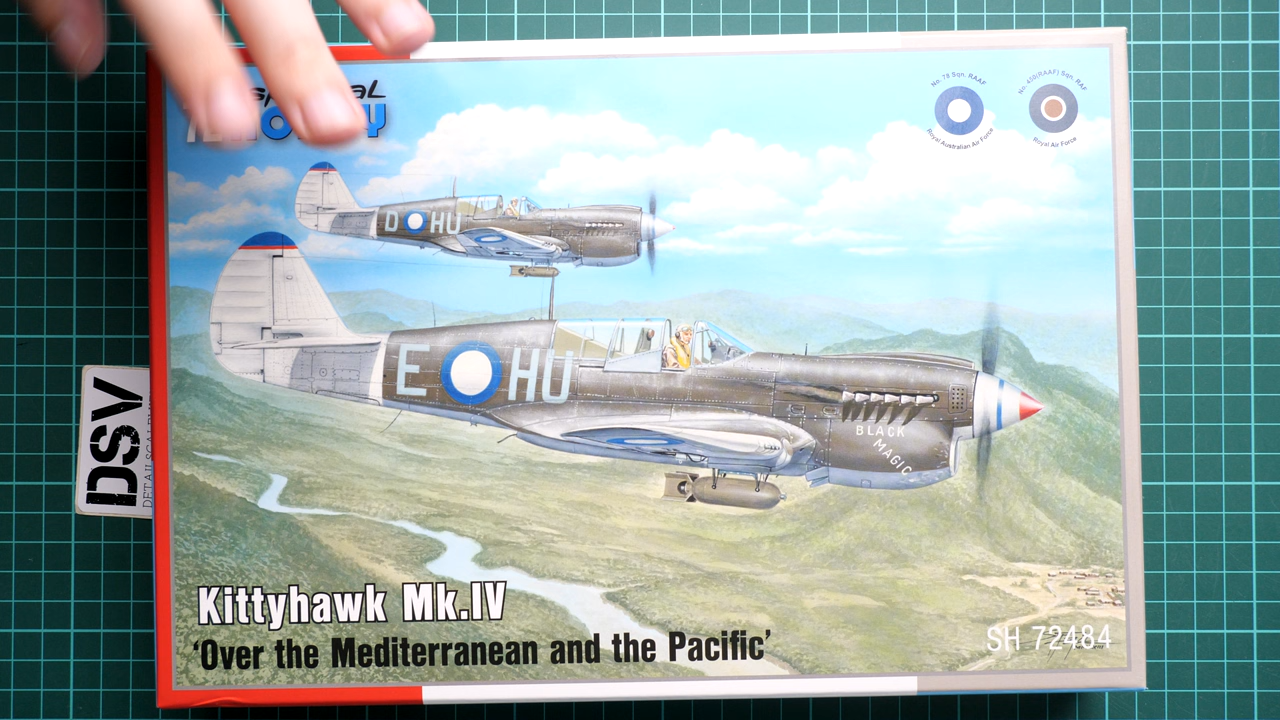 No. 78 Sqn. RAAF
Royal Australian Air Force
No. 450(RAAF) Sqn. RAF
Royal Air Force
D HU
E HU
BLACK
MAGIC
DSV
Kittyhawk Mk.IV
'Over the Mediterranean and the Pacific'
SH 72484